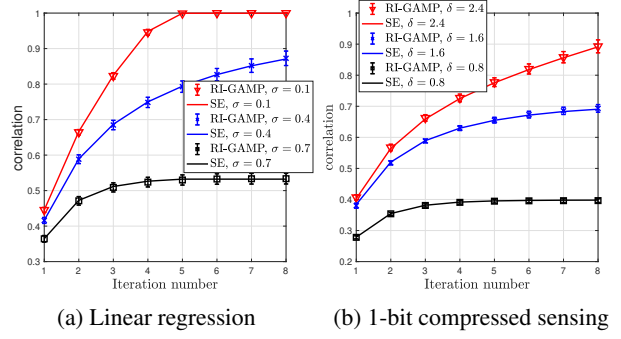 1
0.9
0.8
0.7
0.6
0.5
0.4
0.3
correlation
1 2 3 4 5 6 7 8
Iteration number
RI-GAMP, σ = 0.1
SE, σ = 0.1
RI-GAMP, σ = 0.4
SE, σ = 0.4
RI-GAMP, σ = 0.7
SE, σ = 0.7
(a) Linear regression
1
0.9
0.8
0.7
0.6
0.5
0.4
0.3
0.2
correlation
1 2 3 4 5 6 7 8
Iteration number
RI-GAMP, δ = 2.4
SE, δ = 2.4
RI-GAMP, δ = 1.6
SE, δ = 1.6
RI-GAMP, δ = 0.8
SE, δ = 0.8
(b) 1-bit compressed sensing